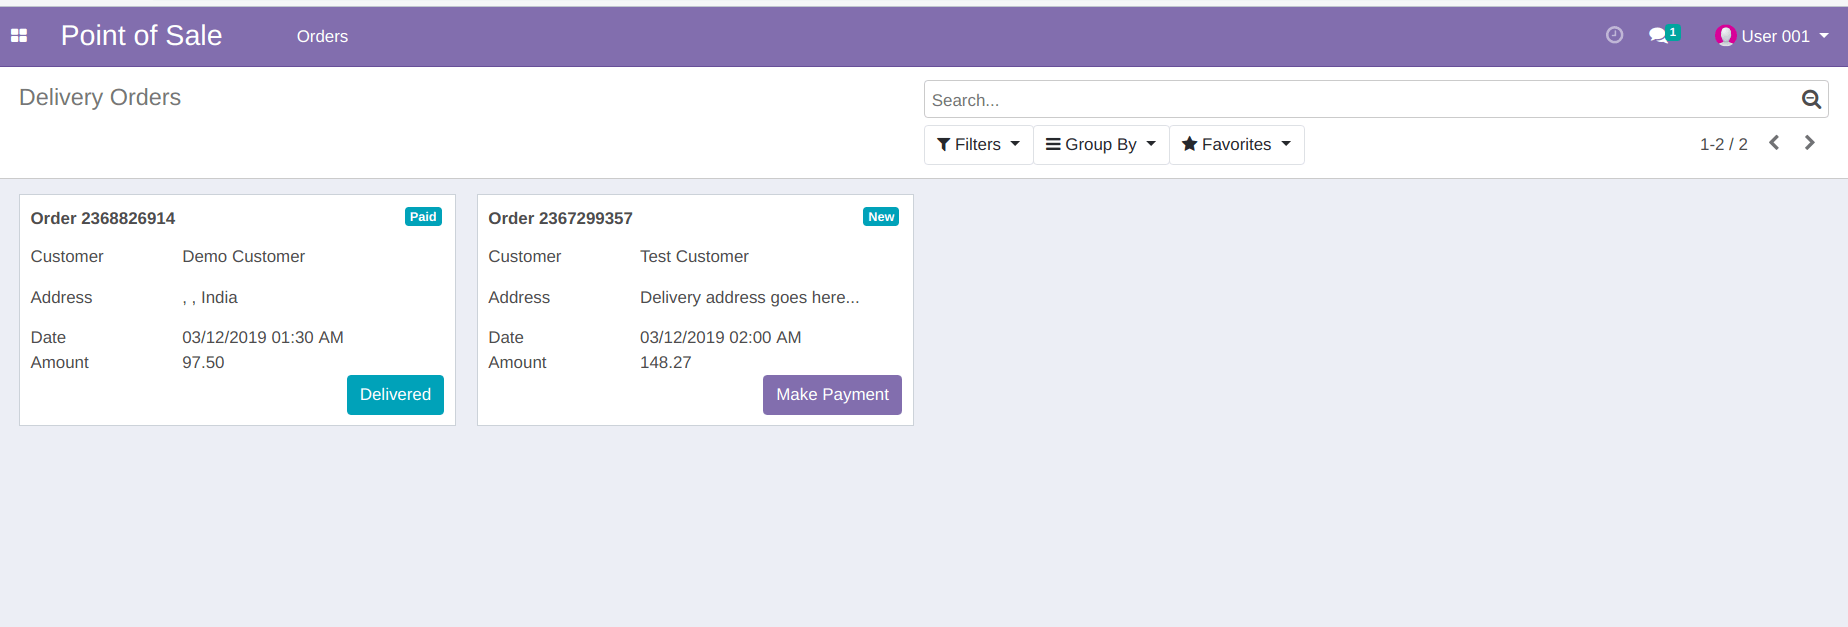 Point of Sale Orders 1 User 001
Delivery Orders
Search...
Filters Group By Favorites 1-2 / 2
Order 2368826914 Paid
Customer Demo Customer
Address , , India
Date 03/12/2019 01:30 AM
Amount 97.50
Delivered
Order 2367299357 New
Customer Test Customer
Address Delivery address goes here...
Date 03/12/2019 02:00 AM
Amount 148.27
Make Payment